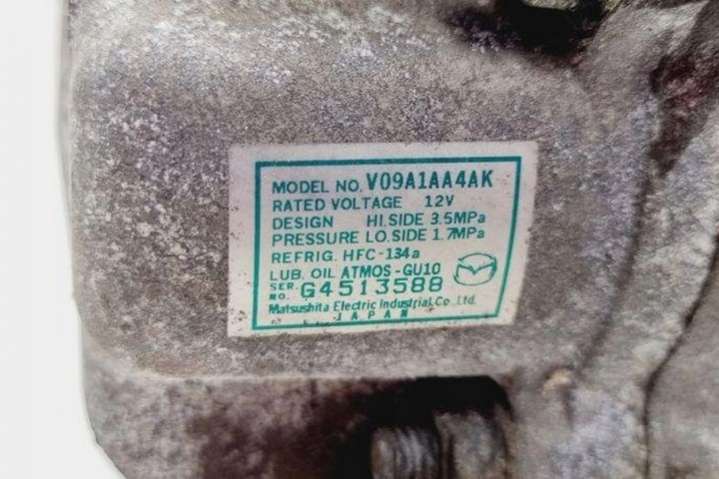 MODEL NO. V09A1AA4AK
RATED VOLTAGE 12V
DESIGN HI.SIDE 3.5MPa
PRESSURE LO.SIDE 1.7MPa
REFRIG. HFC-134a
LUB. OIL ATMOS-GU10
SER. NO. G4513588
Matsushita Electric Industrial Co., Ltd.
JAPAN